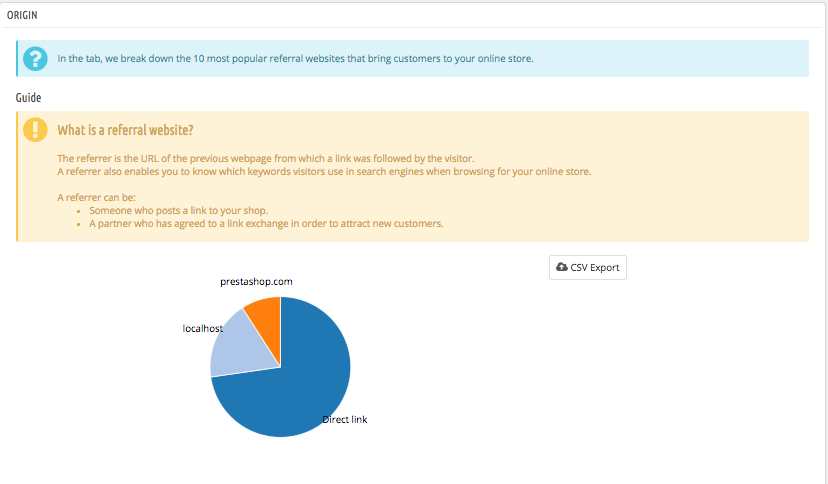 ORIGIN
In the tab, we break down the 10 most popular referral websites that bring customers to your online store.
Guide
What is a referral website?
The referrer is the URL of the previous webpage from which a link was followed by the visitor.
A referrer also enables you to know which keywords visitors use in search engines when browsing for your online store.
A referrer can be:
• Someone who posts a link to your shop.
• A partner who has agreed to a link exchange in order to attract new customers.
CSV Export
prestashop.com
localhost
Direct link